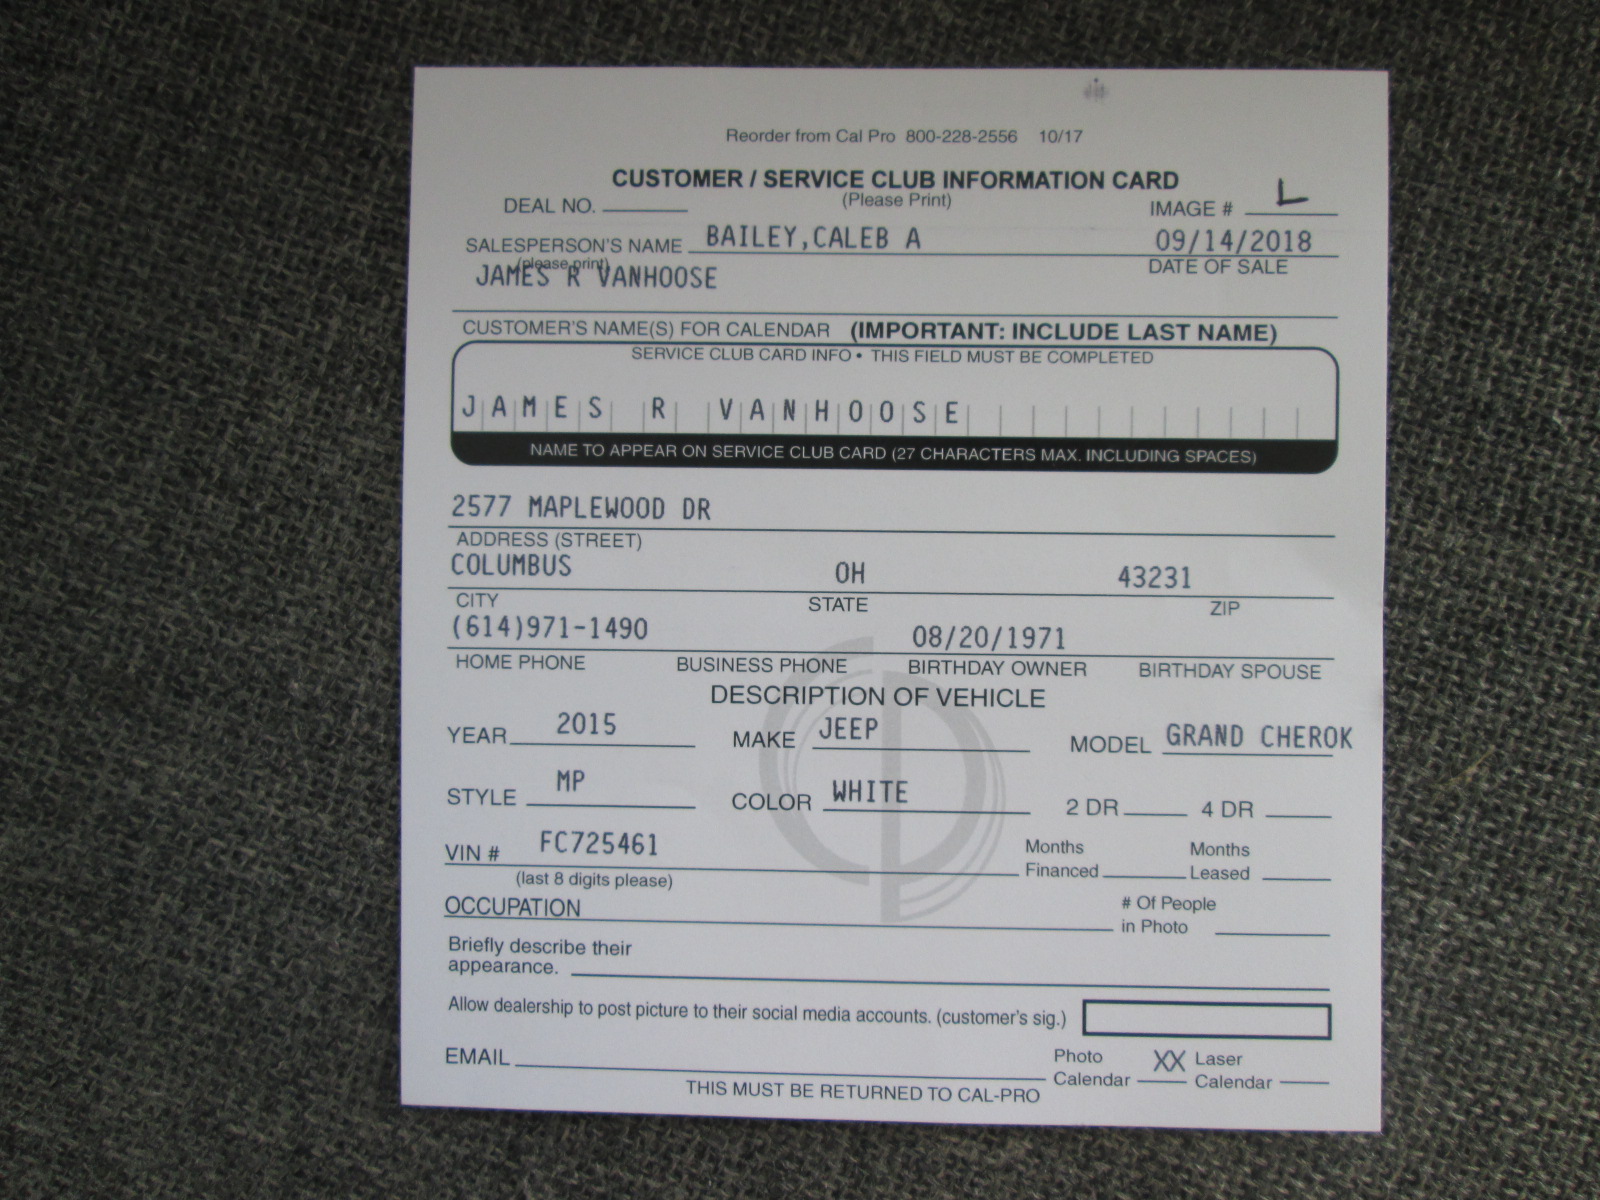 Reorder from Cal Pro 800-228-2556 10/17
CUSTOMER / SERVICE CLUB INFORMATION CARD
(Please Print)
DEAL NO. IMAGE # L
SALESPERSON'S NAME BAILEY,CALEB A 09/14/2018
(please print) DATE OF SALE
JAMES R VANHOOSE
CUSTOMER'S NAME(S) FOR CALENDAR (IMPORTANT: INCLUDE LAST NAME)
SERVICE CLUB CARD INFO • THIS FIELD MUST BE COMPLETED
JAMES R VANHOOSE
NAME TO APPEAR ON SERVICE CLUB CARD (27 CHARACTERS MAX. INCLUDING SPACES)
2577 MAPLEWOOD DR
ADDRESS (STREET)
COLUMBUS OH 43231
CITY STATE ZIP
(614)971-1490 08/20/1971
HOME PHONE BUSINESS PHONE BIRTHDAY OWNER BIRTHDAY SPOUSE
DESCRIPTION OF VEHICLE
YEAR 2015 MAKE JEEP MODEL GRAND CHEROK
STYLE MP COLOR WHITE 2 DR 4 DR
VIN # FC725461 Months Financed Months Leased
(last 8 digits please)
OCCUPATION # Of People in Photo
Briefly describe their
appearance.
Allow dealership to post picture to their social media accounts. (customer's sig.)
EMAIL Photo Calendar XX Laser Calendar
THIS MUST BE RETURNED TO CAL-PRO